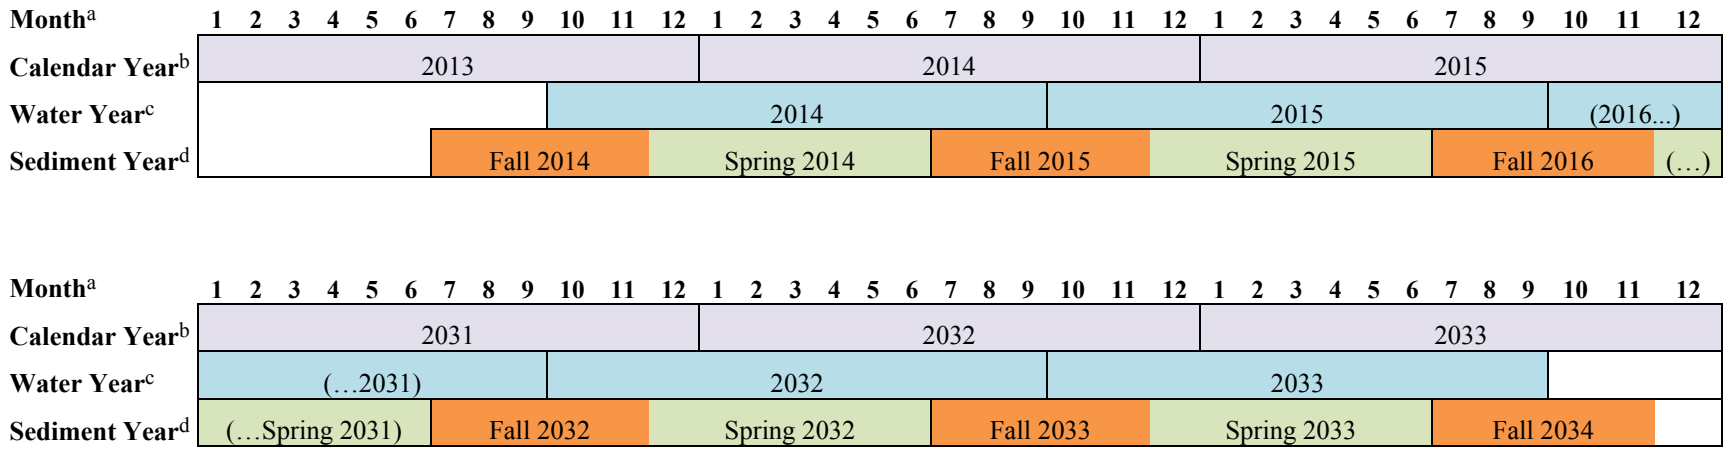 Monthᵃ 1 2 3 4 5 6 7 8 9 10 11 12 1 2 3 4 5 6 7 8 9 10 11 12 1 2 3 4 5 6 7 8 9 10 11 12
Calendar Yearᵇ 2013 2014 2015
Water Yearᶜ 2014 2015 (2016...)
Sediment Yearᵈ Fall 2014 Spring 2014 Fall 2015 Spring 2015 Fall 2016 (…)
Monthᵃ 1 2 3 4 5 6 7 8 9 10 11 12 1 2 3 4 5 6 7 8 9 10 11 12 1 2 3 4 5 6 7 8 9 10 11 12
Calendar Yearᵇ 2031 2032 2033
Water Yearᶜ (…2031) 2032 2033
Sediment Yearᵈ (…Spring 2031) Fall 2032 Spring 2032 Fall 2033 Spring 2033 Fall 2034